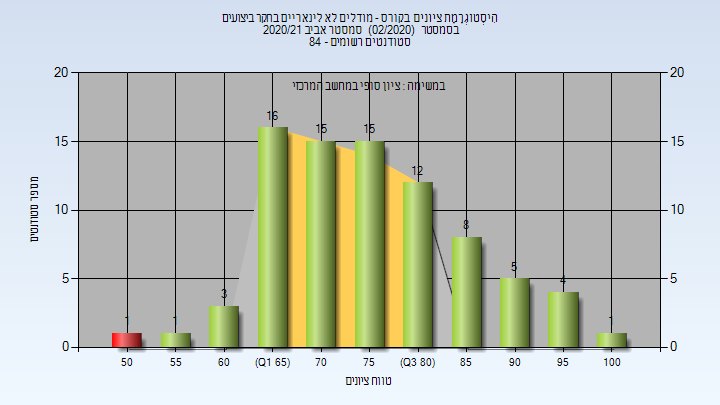 היסטוגרמת ציונים בקורס - מודלים לא לינאריים בחקר ביצועים
בסמסטר (02/2020) סמסטר אביב 2020/21
סטודנטים רשומים - 84
במשימה : ציון סופי במחשב המרכזי
20 20
15 15
10 10
5 5
0 0
מספר סטודנטים
1 1 3 16 15 15 12 8 5 4 1
50 55 60 (Q1 65) 70 75 (Q3 80) 85 90 95 100
טווח ציונים